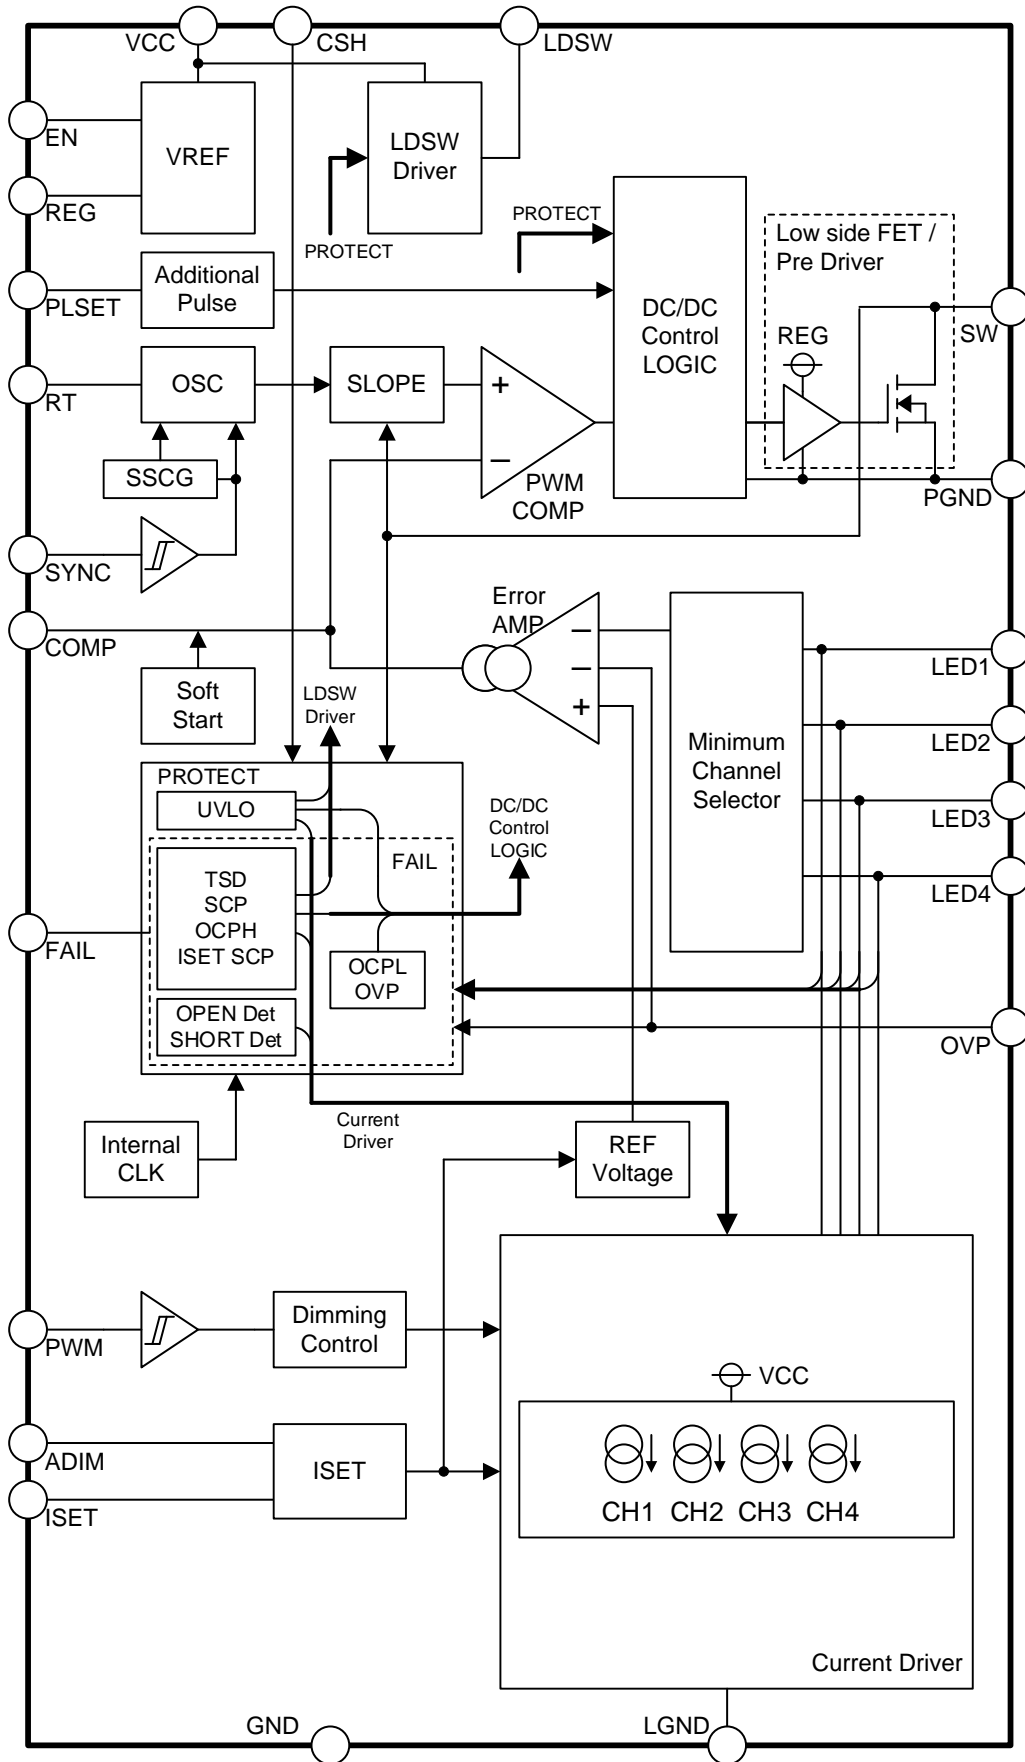 VCC
CSH
LDSW
EN
VREF
LDSW
Driver
REG
PROTECT
PROTECT
Low side FET /
Pre Driver
PLSET
Additional
Pulse
DC/DC
Control
LOGIC
SW
REG
RT
OSC
SLOPE
+
−
SSCG
PWM
COMP
PGND
SYNC
Error
AMP
COMP
−
−
+
LED1
Soft
Start
LDSW
Driver
LED2
Minimum
Channel
Selector
PROTECT
UVLO
DC/DC
Control
LOGIC
LED3
FAIL
TSD
SCP
OCPH
ISET SCP
LED4
FAIL
OCPL
OVP
OPEN Det
SHORT Det
OVP
Current
Driver
Internal
CLK
REF
Voltage
PWM
Dimming
Control
VCC
ADIM
ISET
ISET
CH1 CH2 CH3 CH4
Current Driver
GND
LGND